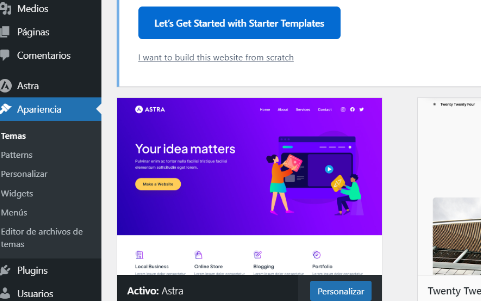 Medios
Páginas
Comentarios
Astra
Apariencia
Temas
Patterns
Personalizar
Widgets
Menús
Editor de archivos de
temas
Plugins
Usuarios
Let's Get Started with Starter Templates
I want to build this website from scratch
ASTRA
Home About Services Contact
Your idea matters
Make a Website
Local Business Online Store Blogging Portfolio
Activo: Astra
Personalizar
Twenty Twenty Four
Twenty Twe